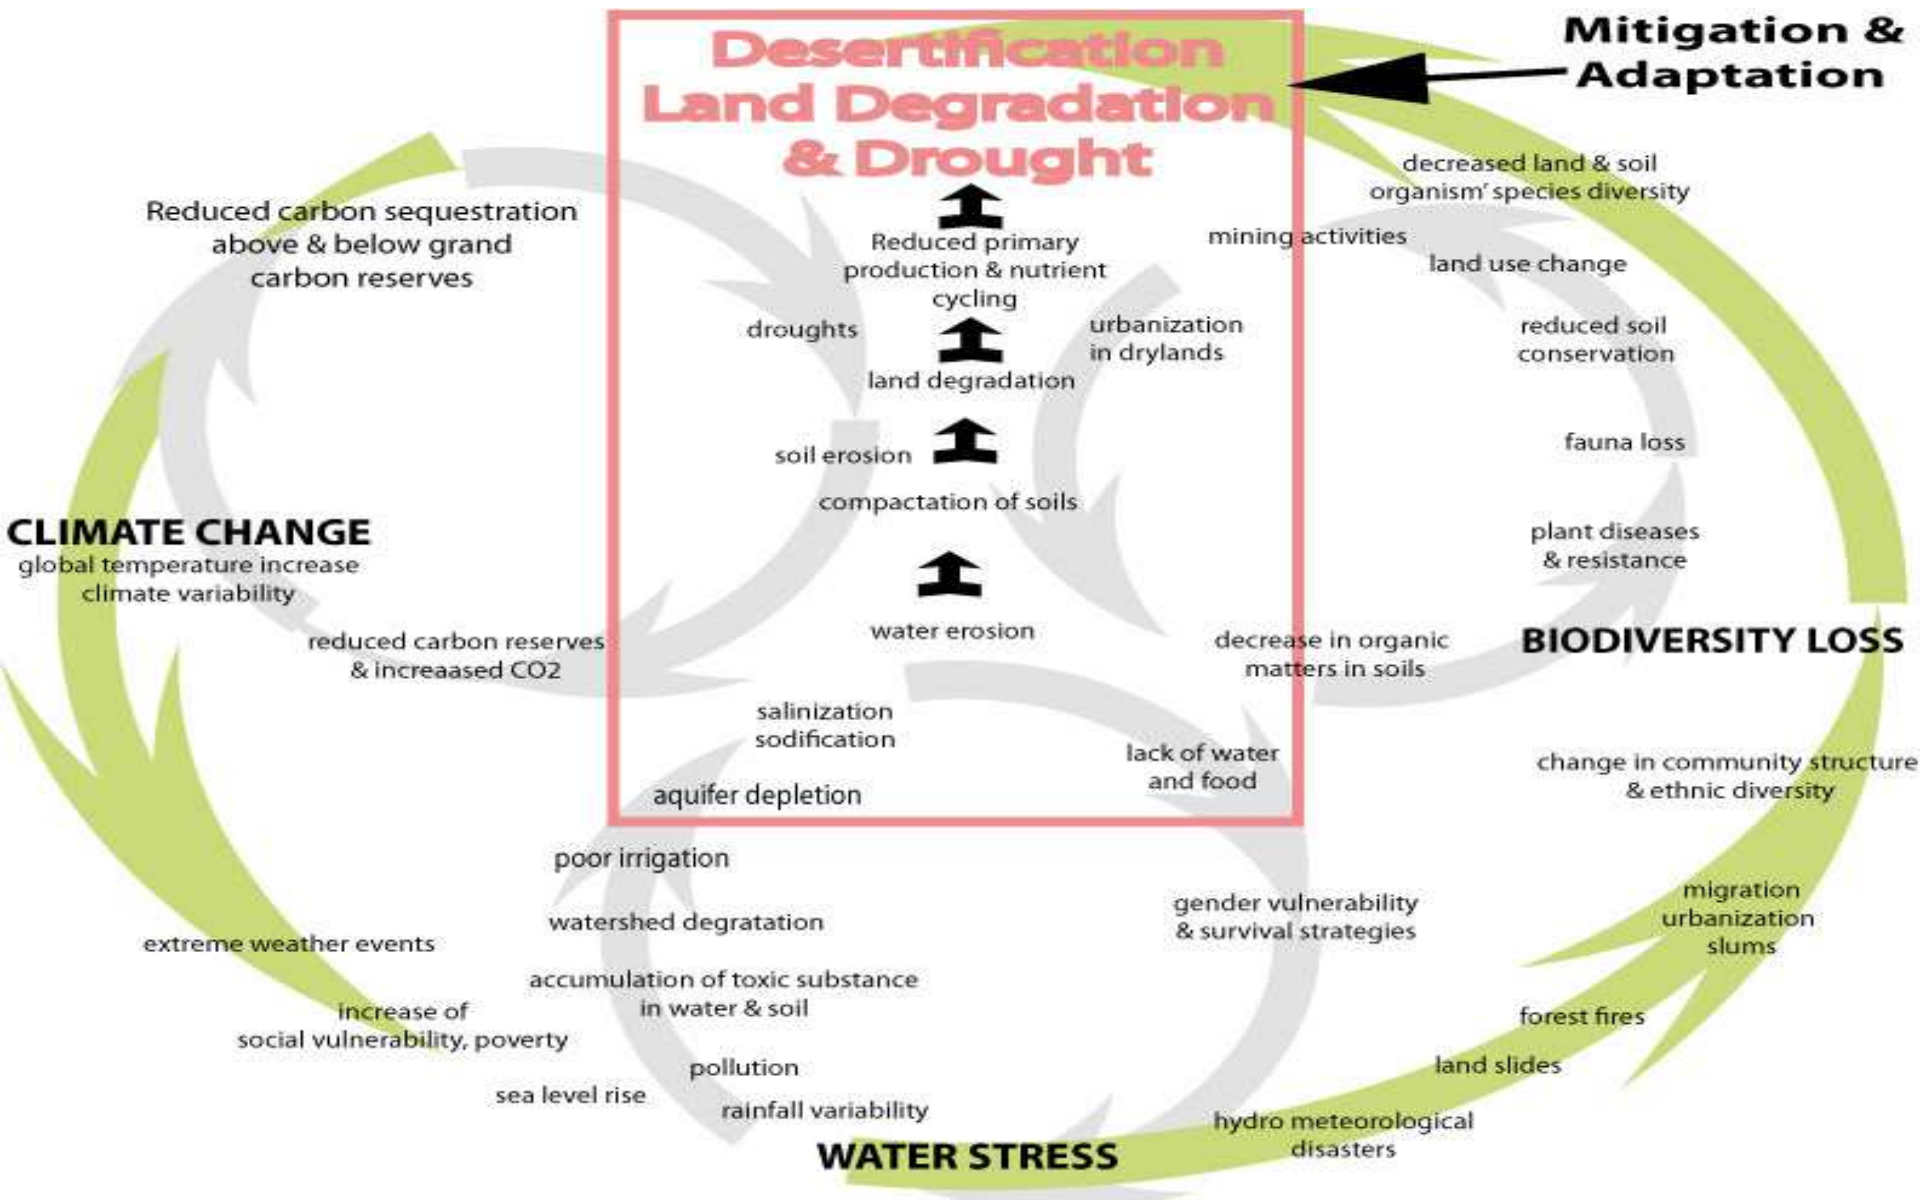 Desertification
Land Degradation
& Drought
Mitigation &
Adaptation
decreased land & soil
organism' species diversity
mining activities
land use change
Reduced carbon sequestration
above & below grand
carbon reserves
Reduced primary
production & nutrient
cycling
droughts
urbanization
in drylands
reduced soil
conservation
land degradation
soil erosion
fauna loss
compactation of soils
CLIMATE CHANGE
global temperature increase
climate variability
plant diseases
& resistance
reduced carbon reserves
& increaased CO2
water erosion
decrease in organic
matters in soils
BIODIVERSITY LOSS
salinization
sodification
lack of water
and food
change in community structure
& ethnic diversity
aquifer depletion
poor irrigation
watershed degratation
gender vulnerability
& survival strategies
migration
urbanization
slums
extreme weather events
accumulation of toxic substance
in water & soil
increase of
social vulnerability, poverty
forest fires
pollution
land slides
sea level rise
rainfall variability
hydro meteorological
disasters
WATER STRESS